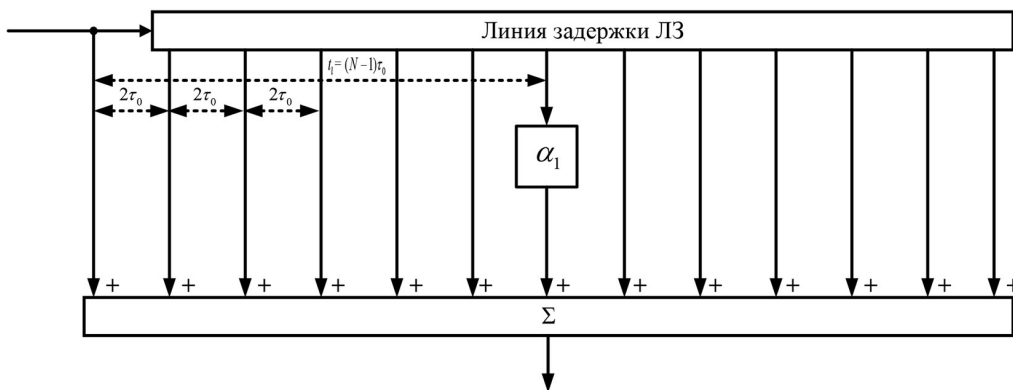 Линия задержки ЛЗ
t₁ = (N − 1)τ₀
2τ₀ 2τ₀ 2τ₀
α₁
+ + + + + + + + + + + + +
Σ